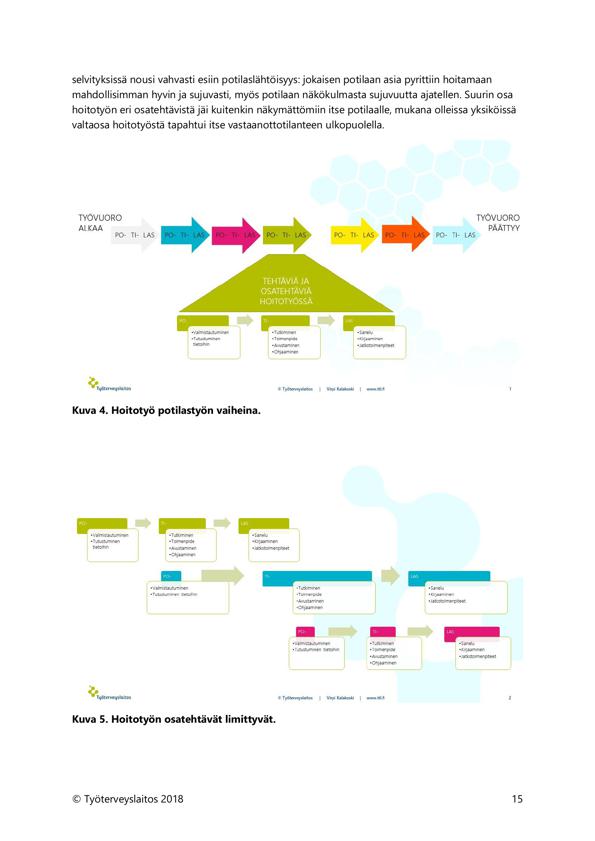 selvityksissä nousi vahvasti esiin potilaslähtöisyys: jokaisen potilaan asia pyrittiin hoitamaan
mahdollisimman hyvin ja sujuvasti, myös potilaan näkökulmasta sujuvuutta ajatellen. Suurin osa
hoitotyön eri osatehtävistä jäi kuitenkin näkymättömiin itse potilaalle, mukana olleissa yksiköissä
valtaosa hoitotyöstä tapahtui itse vastaanottotilanteen ulkopuolella.
TYÖVUORO
ALKAA
PO- TI- LAS
PO- TI- LAS
PO- TI- LAS
PO- TI- LAS
PO- TI- LAS
PO- TI- LAS
PO- TI- LAS
TYÖVUORO
PÄÄTTYY
TEHTÄVIÄ JA
OSATEHTÄVIÄ
HOITOTYÖSSÄ
PO-
•Valmistautuminen
•Tutustuminen
tietoihin
TI-
•Tutkiminen
•Toimenpide
•Avustaminen
•Ohjaaminen
LAS
•Sanelu
•Kirjaaminen
•Jatkotoimenpiteet
Työterveyslaitos
© Työterveyslaitos | Virpi Kalakoski | www.ttl.fi
1
Kuva 4. Hoitotyö potilastyön vaiheina.
PO-
•Valmistautuminen
•Tutustuminen
tietoihin
TI-
•Tutkiminen
•Toimenpide
•Avustaminen
•Ohjaaminen
LAS
•Sanelu
•Kirjaaminen
•Jatkotoimenpiteet
PO-
•Valmistautuminen
•Tutustuminen tietoihin
TI-
•Tutkiminen
•Toimenpide
•Avustaminen
•Ohjaaminen
LAS
•Sanelu
•Kirjaaminen
•Jatkotoimenpiteet
PO-
•Valmistautuminen
•Tutustuminen tietoihin
TI-
•Tutkiminen
•Toimenpide
•Avustaminen
•Ohjaaminen
LAS
•Sanelu
•Kirjaaminen
•Jatkotoimenpiteet
Työterveyslaitos
© Työterveyslaitos | Virpi Kalakoski | www.ttl.fi
2
Kuva 5. Hoitotyön osatehtävät limittyvät.
© Työterveyslaitos 2018
15